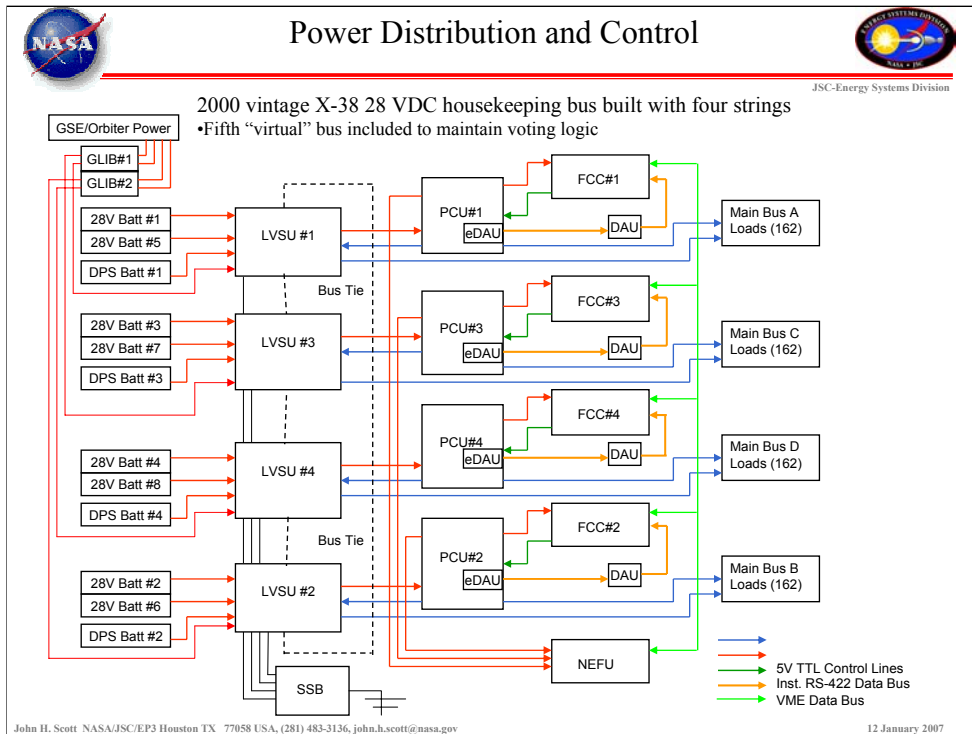 NASA
Power Distribution and Control
ENERGY SYSTEMS DIVISION
NASA • JSC
JSC-Energy Systems Division
2000 vintage X-38 28 VDC housekeeping bus built with four strings
•Fifth “virtual” bus included to maintain voting logic
GSE/Orbiter Power
GLIB#1
GLIB#2
28V Batt #1
28V Batt #5
DPS Batt #1
LVSU #1
PCU#1
eDAU
FCC#1
DAU
Main Bus A
Loads (162)
Bus Tie
28V Batt #3
28V Batt #7
DPS Batt #3
LVSU #3
PCU#3
eDAU
FCC#3
DAU
Main Bus C
Loads (162)
28V Batt #4
28V Batt #8
DPS Batt #4
LVSU #4
PCU#4
eDAU
FCC#4
DAU
Main Bus D
Loads (162)
Bus Tie
28V Batt #2
28V Batt #6
DPS Batt #2
LVSU #2
PCU#2
eDAU
FCC#2
DAU
Main Bus B
Loads (162)
SSB
NEFU
5V TTL Control Lines
Inst. RS-422 Data Bus
VME Data Bus
John H. Scott NASA/JSC/EP3 Houston TX 77058 USA, (281) 483-3136, john.h.scott@nasa.gov
12 January 2007